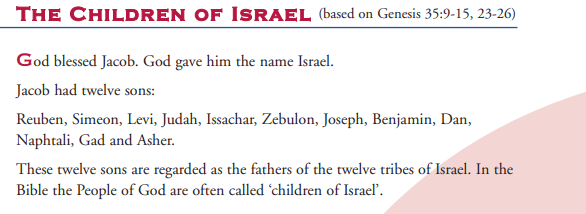 THE CHILDREN OF ISRAEL (based on Genesis 35:9-15, 23-26)
God blessed Jacob. God gave him the name Israel.
Jacob had twelve sons:
Reuben, Simeon, Levi, Judah, Issachar, Zebulon, Joseph, Benjamin, Dan,
Naphtali, Gad and Asher.
These twelve sons are regarded as the fathers of the twelve tribes of Israel. In the
Bible the People of God are often called ‘children of Israel’.